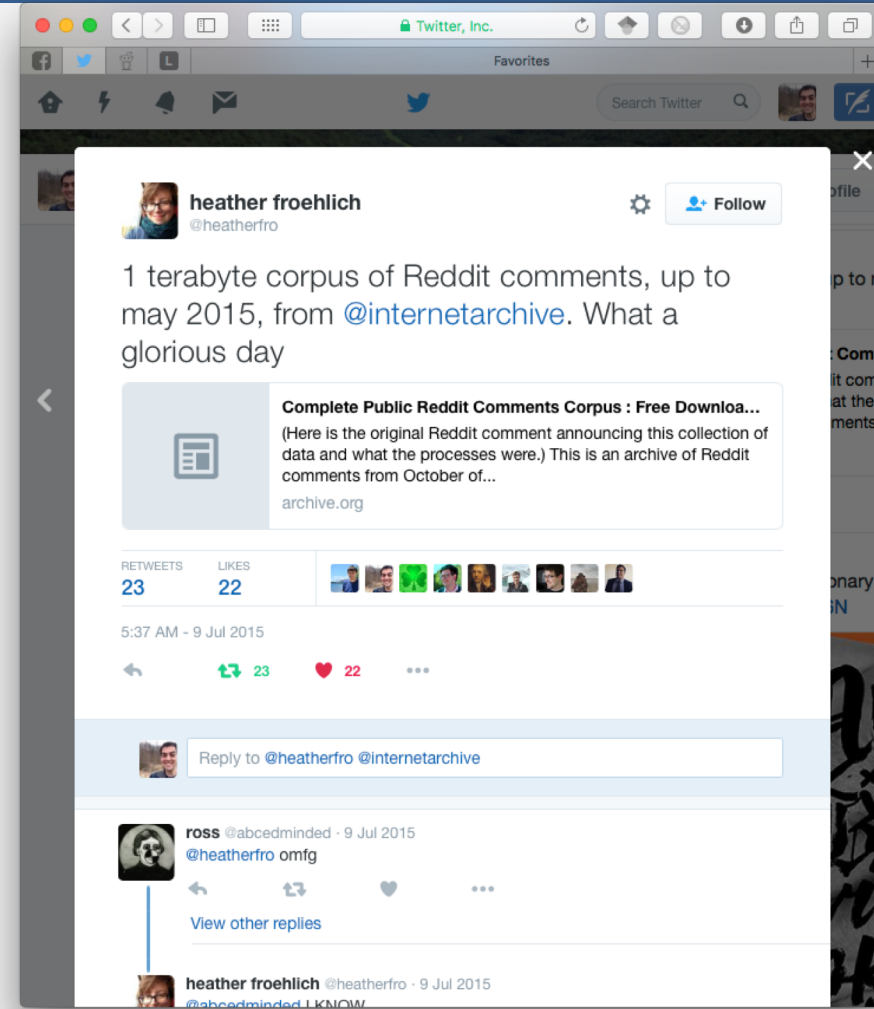 Twitter, Inc.
L
Favorites
Search Twitter
ofile
heather froehlich
@heatherfro
Follow
1 terabyte corpus of Reddit comments, up to
may 2015, from @internetarchive. What a
glorious day
Complete Public Reddit Comments Corpus : Free Downloa...
(Here is the original Reddit comment announcing this collection of
data and what the processes were.) This is an archive of Reddit
comments from October of...
archive.org
RETWEETS LIKES
23 22
5:37 AM - 9 Jul 2015
23 22
Reply to @heatherfro @internetarchive
ross @abcedminded · 9 Jul 2015
@heatherfro omfg
View other replies
heather froehlich @heatherfro · 9 Jul 2015
@abcedminded I KNOW